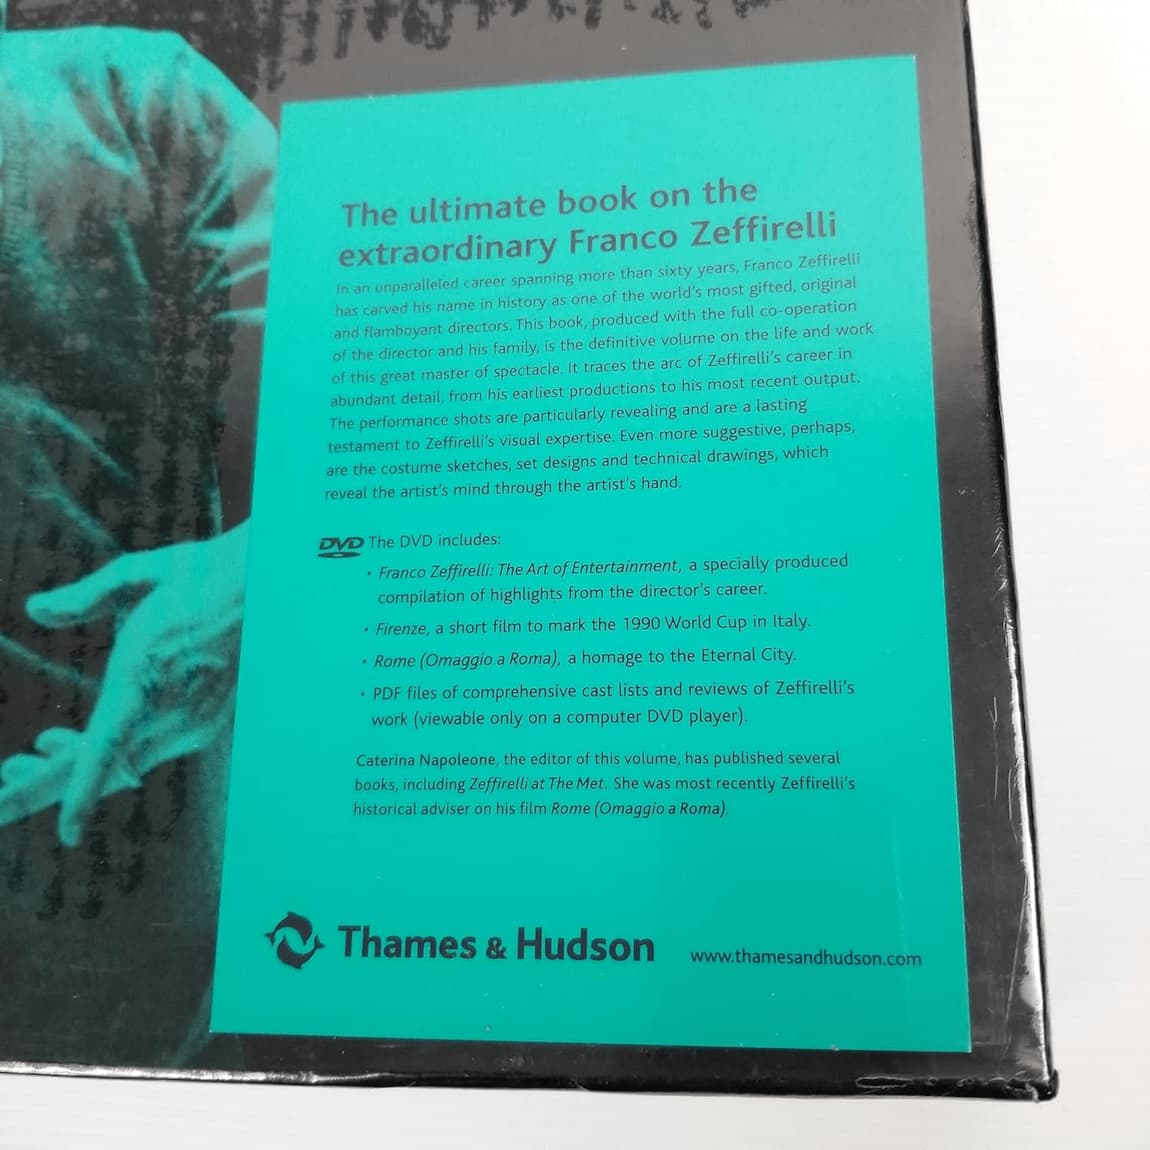 The ultimate book on the
extraordinary Franco Zeffirelli
In an unparalleled career spanning more than sixty years, Franco Zeffirelli
has carved his name in history as one of the world's most gifted, original
and flamboyant directors. This book, produced with the full co-operation
of the director and his family, is the definitive volume on the life and work
of this great master of spectacle. It traces the arc of Zeffirelli's career in
abundant detail, from his earliest productions to his most recent output.
The performance shots are particularly revealing and are a lasting
testament to Zeffirelli's visual expertise. Even more suggestive, perhaps,
are the costume sketches, set designs and technical drawings, which
reveal the artist's mind through the artist's hand.
DVD The DVD includes:
• Franco Zeffirelli: The Art of Entertainment, a specially produced
compilation of highlights from the director's career.
• Firenze, a short film to mark the 1990 World Cup in Italy.
• Rome (Omaggio a Roma), a homage to the Eternal City.
• PDF files of comprehensive cast lists and reviews of Zeffirelli's
work (viewable only on a computer DVD player).
Caterina Napoleone, the editor of this volume, has published several
books, including Zeffirelli at The Met. She was most recently Zeffirelli's
historical adviser on his film Rome (Omaggio a Roma).
Thames & Hudson www.thamesandhudson.com